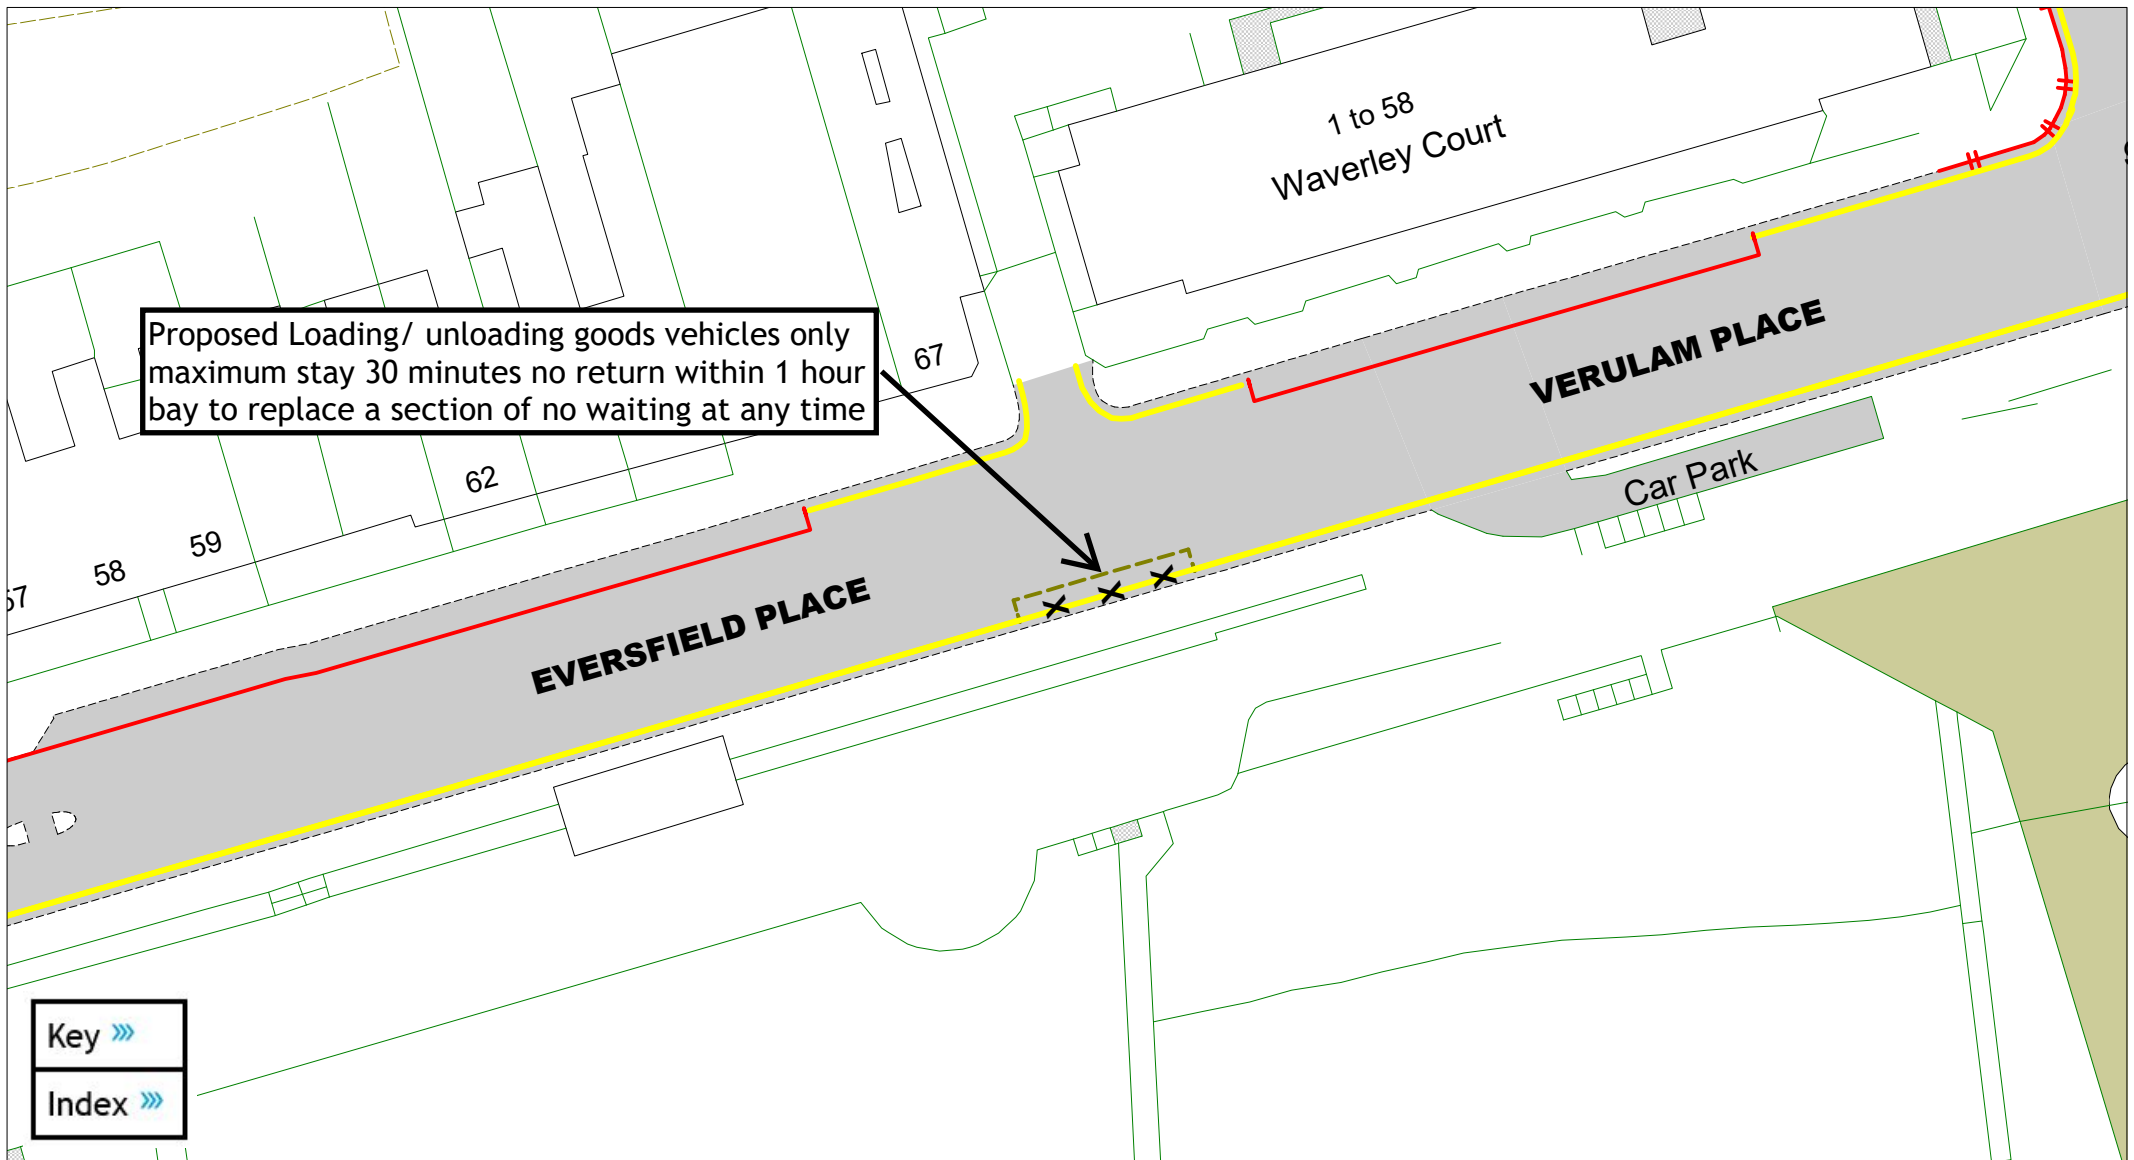 1 to 58
Waverley Court
Proposed Loading/ unloading goods vehicles only
maximum stay 30 minutes no return within 1 hour
bay to replace a section of no waiting at any time
67
VERULAM PLACE
Car Park
62
59
58
57
EVERSFIELD PLACE
Key »»
Index »»